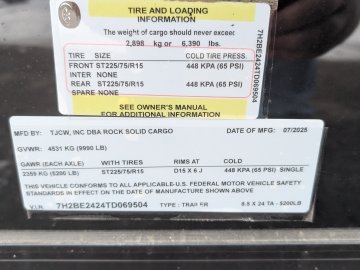 TIRE AND LOADING
INFORMATION
The weight of cargo should never exceed
2,898 kg or 6,390 lbs.
TIRE SIZE COLD TIRE PRESS.
FRONT ST225/75/R15 448 KPA (65 PSI)
INTER NONE
REAR ST225/75/R15 448 KPA (65 PSI)
SPARE NONE
SEE OWNER'S MANUAL
FOR ADDITIONAL INFORMATION
7H2BE2424TD069504
MFD BY: TJCW, INC DBA ROCK SOLID CARGO DATE OF MFG: 07/2025
GVWR: 4531 KG (9990 LB)
GAWR (EACH AXLE) WITH TIRES RIMS AT COLD
2359 KG (5200 LB) ST225/75/R15 D15 X 6 J 448 KPA (65 PSI) SINGLE
THIS VEHICLE CONFORMS TO ALL APPLICABLE U.S. FEDERAL MOTOR VEHICLE SAFETY
STANDARDS IN EFFECT ON THE DATE OF MANUFACTURE SHOWN ABOVE.
V.I.N. 7H2BE2424TD069504 TYPE: TRAILER 8.5 X 24 TA - 5200LB